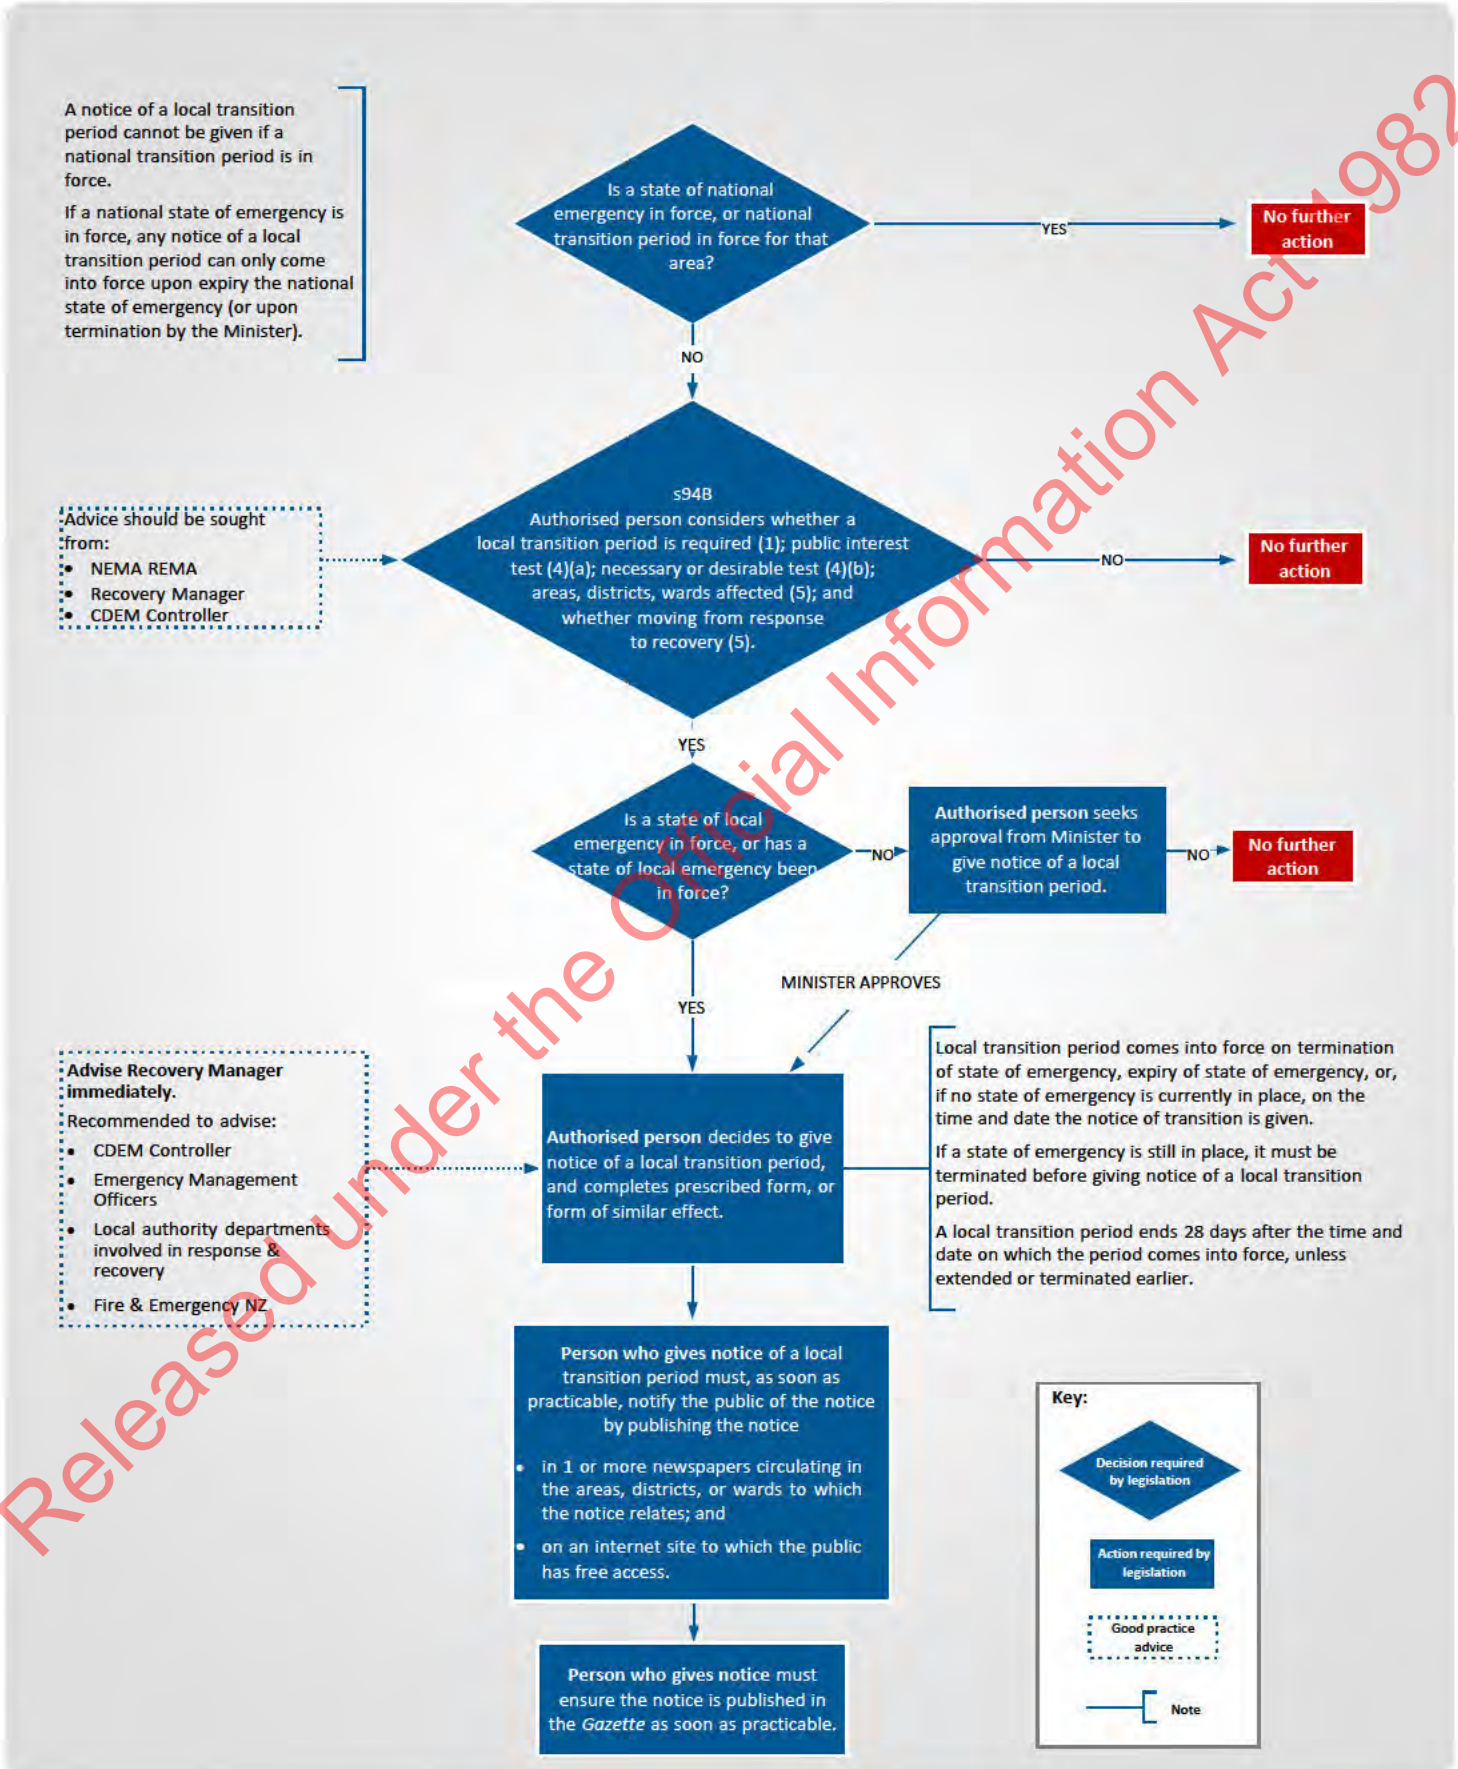 A notice of a local transition
period cannot be given if a
national transition period is in
force.
If a national state of emergency is
in force, any notice of a local
transition period can only come
into force upon expiry the national
state of emergency (or upon
termination by the Minister).
Is a state of national
emergency in force, or national
transition period in force for that
area?
YES
No further
action
NO
Advice should be sought
from:
• NEMA REMA
• Recovery Manager
• CDEM Controller
s94B
Authorised person considers whether a
local transition period is required (1); public interest
test (4)(a); necessary or desirable test (4)(b);
areas, districts, wards affected (5); and
whether moving from response
to recovery (5).
NO
No further
action
YES
Is a state of local
emergency in force, or has a
state of local emergency been
in force?
NO
Authorised person seeks
approval from Minister to
give notice of a local
transition period.
NO
No further
action
MINISTER APPROVES
YES
Advise Recovery Manager
immediately.
Recommended to advise:
• CDEM Controller
• Emergency Management
Officers
• Local authority departments
involved in response &
recovery
• Fire & Emergency NZ
Authorised person decides to give
notice of a local transition period,
and completes prescribed form, or
form of similar effect.
Local transition period comes into force on termination
of state of emergency, expiry of state of emergency, or,
if no state of emergency is currently in place, on the
time and date the notice of transition is given.
If a state of emergency is still in place, it must be
terminated before giving notice of a local transition
period.
A local transition period ends 28 days after the time and
date on which the period comes into force, unless
extended or terminated earlier.
Person who gives notice of a local
transition period must, as soon as
practicable, notify the public of the notice
by publishing the notice
• in 1 or more newspapers circulating in
the areas, districts, or wards to which
the notice relates; and
• on an internet site to which the public
has free access.
Person who gives notice must
ensure the notice is published in
the Gazette as soon as practicable.
Key:
Decision required
by legislation
Action required by
legislation
Good practice
advice
Note
Released under the Official Information Act 1982